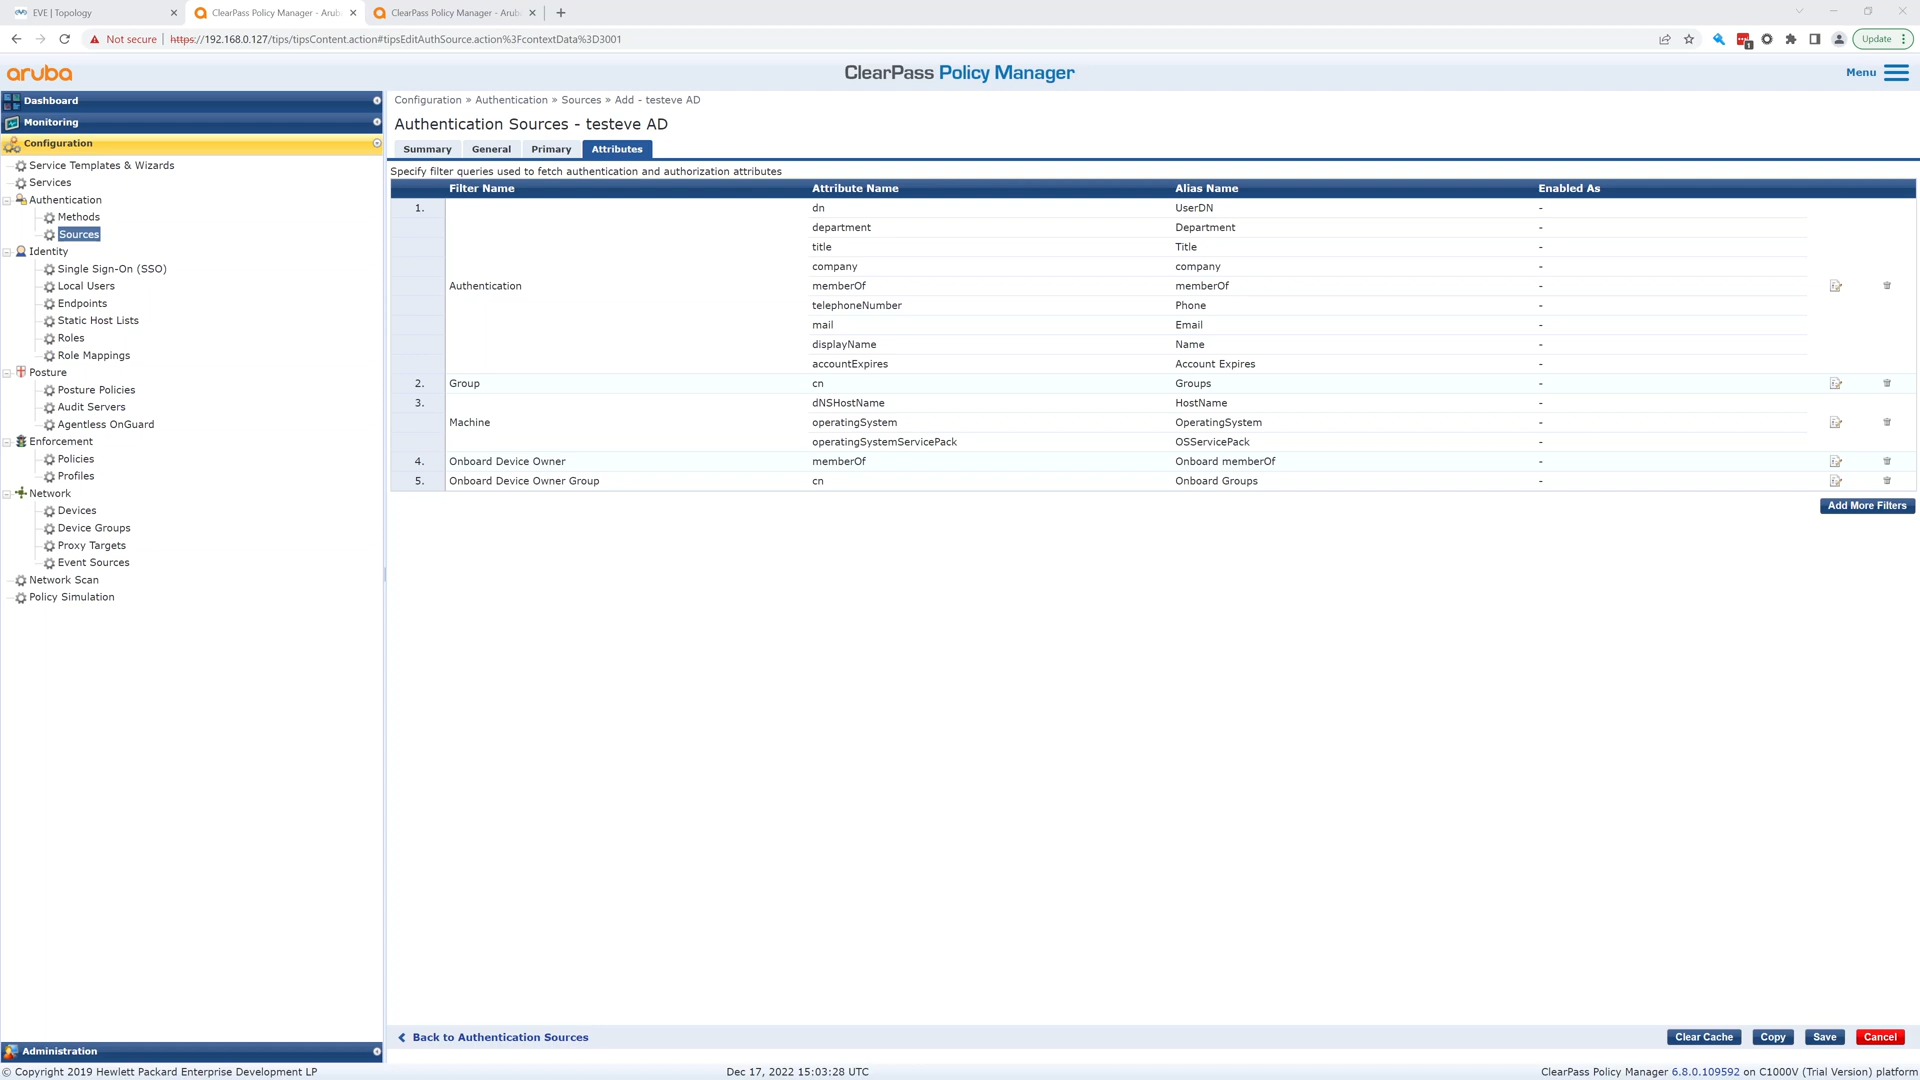 EVE | Topology
ClearPass Policy Manager - Arub
ClearPass Policy Manager - Arub
Not secure | https://192.168.0.127/tips/tipsContent.action#tipsEditAuthSource.action%3FcontextData%3D3001
1
Update
aruba
ClearPass Policy Manager
Menu
Dashboard
Monitoring
Configuration
Service Templates & Wizards
Services
Authentication
Methods
Sources
Identity
Single Sign-On (SSO)
Local Users
Endpoints
Static Host Lists
Roles
Role Mappings
Posture
Posture Policies
Audit Servers
Agentless OnGuard
Enforcement
Policies
Profiles
Network
Devices
Device Groups
Proxy Targets
Event Sources
Network Scan
Policy Simulation
Administration
Configuration » Authentication » Sources » Add - testeve AD
Authentication Sources - testeve AD
Summary General Primary Attributes
Specify filter queries used to fetch authentication and authorization attributes
Filter Name Attribute Name Alias Name Enabled As
1. dn UserDN -
department Department -
title Title -
company company -
Authentication memberOf memberOf -
telephoneNumber Phone -
mail Email -
displayName Name -
accountExpires Account Expires -
2. Group cn Groups -
3. dNSHostName HostName -
Machine operatingSystem OperatingSystem -
operatingSystemServicePack OSServicePack -
4. Onboard Device Owner memberOf Onboard memberOf -
5. Onboard Device Owner Group cn Onboard Groups -
Add More Filters
Back to Authentication Sources
Clear Cache Copy Save Cancel
© Copyright 2019 Hewlett Packard Enterprise Development LP
Dec 17, 2022 15:03:28 UTC
ClearPass Policy Manager 6.8.0.109592 on C1000V (Trial Version) platform